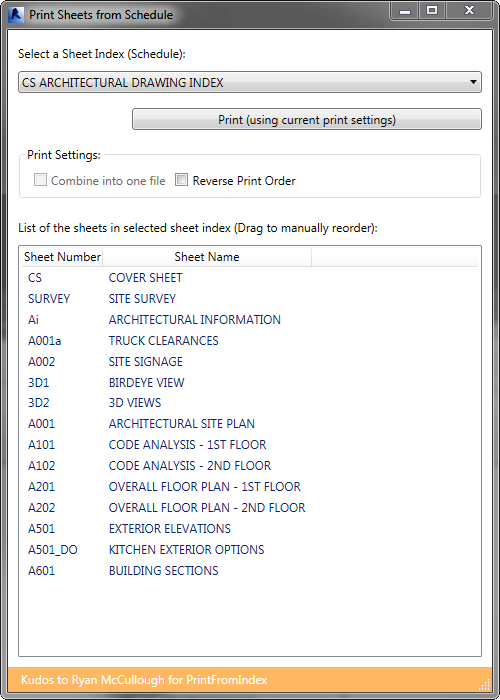 Print Sheets from Schedule
Select a Sheet Index (Schedule):
CS ARCHITECTURAL DRAWING INDEX
Print (using current print settings)
Print Settings:
Combine into one file Reverse Print Order
List of the sheets in selected sheet index (Drag to manually reorder):
Sheet Number Sheet Name
CS COVER SHEET
SURVEY SITE SURVEY
Ai ARCHITECTURAL INFORMATION
A001a TRUCK CLEARANCES
A002 SITE SIGNAGE
3D1 BIRDEYE VIEW
3D2 3D VIEWS
A001 ARCHITECTURAL SITE PLAN
A101 CODE ANALYSIS - 1ST FLOOR
A102 CODE ANALYSIS - 2ND FLOOR
A201 OVERALL FLOOR PLAN - 1ST FLOOR
A202 OVERALL FLOOR PLAN - 2ND FLOOR
A501 EXTERIOR ELEVATIONS
A501_DO KITCHEN EXTERIOR OPTIONS
A601 BUILDING SECTIONS
Kudos to Ryan McCullough for PrintFromIndex